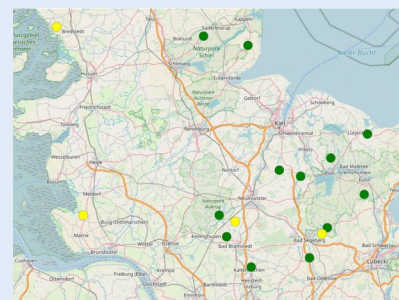 Kappeln
Süderbrarup
Böklund
Bredstedt
Naturpark
Schlei
Schleswig
Husum
Eckernförde
Kieler Bucht
Naturpark
Hüttener
Berge
Gettorf
Friedrichstadt
Schönberg
Tönning
Rendsburg
Kiel
Schwentinental
Lütjenburg
Preetz
Wesselburen
Heide
Nortorf
Plön
Bad Malente-
Gremsmühlen
Eutin
Büsum
Meldorf
Naturpark
Aukrug
Neumünster
Marne
Burg (Dithmarschen)
Kellinghusen
Bad Bramstedt
Bad Segeberg
Bad Schwartau
Brunsbüttel
Wilster
Itzehoe
Cuxhaven
Otterndorf
Freiburg (Elbe)
Krempe
Glückstadt
Barmstedt
Elmshorn
Kaltenkirchen
Henstedt-
Ulzburg
Bad Oldesloe
Lübeck